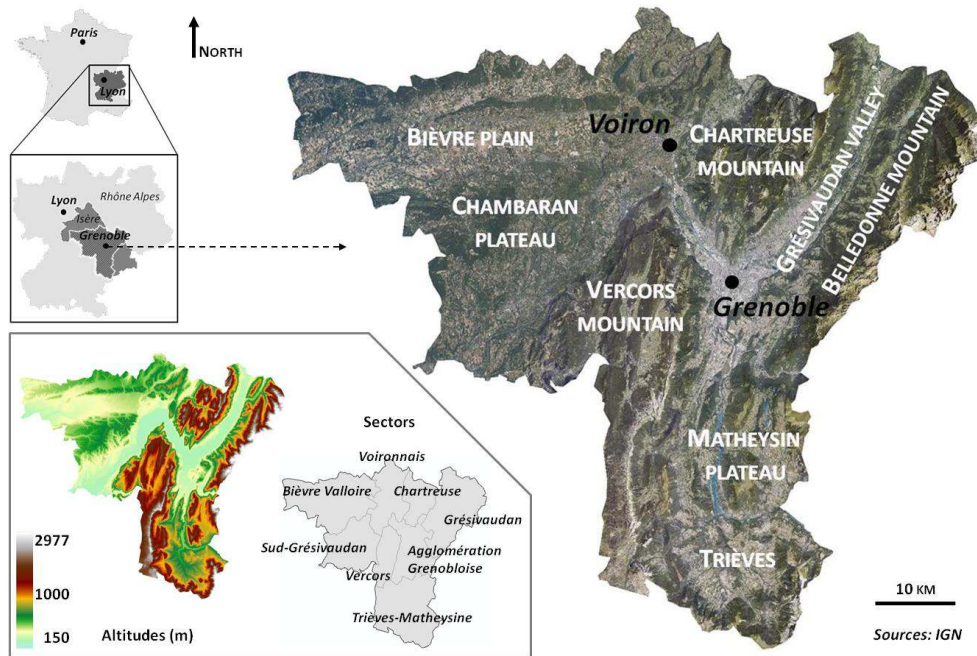 Paris
NORTH
Lyon
Lyon
Rhône Alpes
Isère
Grenoble
BIÈVRE PLAIN
Voiron
CHARTREUSE
MOUNTAIN
GRÉSIVAUDAN VALLEY
BELLEDONNE MOUNTAIN
CHAMBARAN
PLATEAU
VERCORS
MOUNTAIN
Grenoble
MATHEYSIN
PLATEAU
TRIÈVES
10 KM
Sources: IGN
2977
1000
150
Altitudes (m)
Sectors
Voironnais
Bièvre Valloire
Chartreuse
Grésivaudan
Sud-Grésivaudan
Agglomération
Grenobloise
Vercors
Trièves-Matheysine